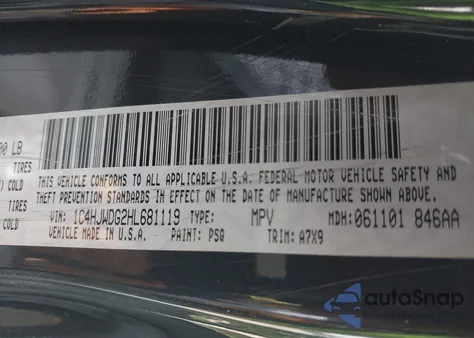 00 LB
TIRES
) COLD
TIRES
COLD
THIS VEHICLE CONFORMS TO ALL APPLICABLE U.S.A. FEDERAL MOTOR VEHICLE SAFETY AND
THEFT PREVENTION STANDARDS IN EFFECT ON THE DATE OF MANUFACTURE SHOWN ABOVE.
VIN: 1C4HJWDG2HL681119 TYPE: MPV MDH: 061101 846AA
VEHICLE MADE IN U.S.A. PAINT: PSQ TRIM: A7X9
autoSnap